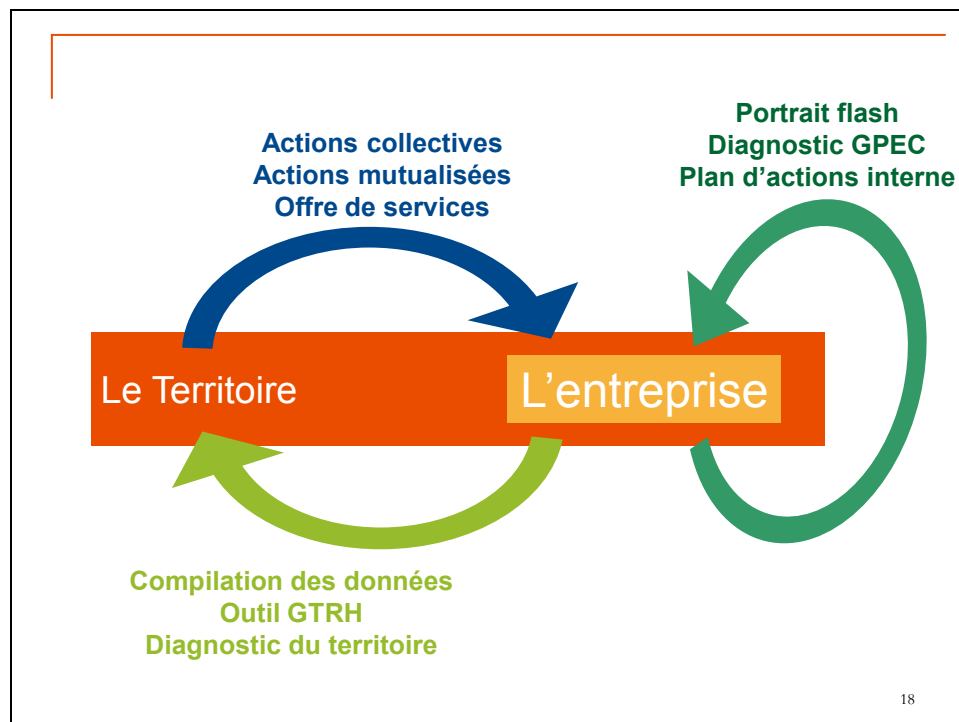 Portrait flash
Diagnostic GPEC
Plan d’actions interne
Actions collectives
Actions mutualisées
Offre de services
Le Territoire
L’entreprise
Compilation des données
Outil GTRH
Diagnostic du territoire
18